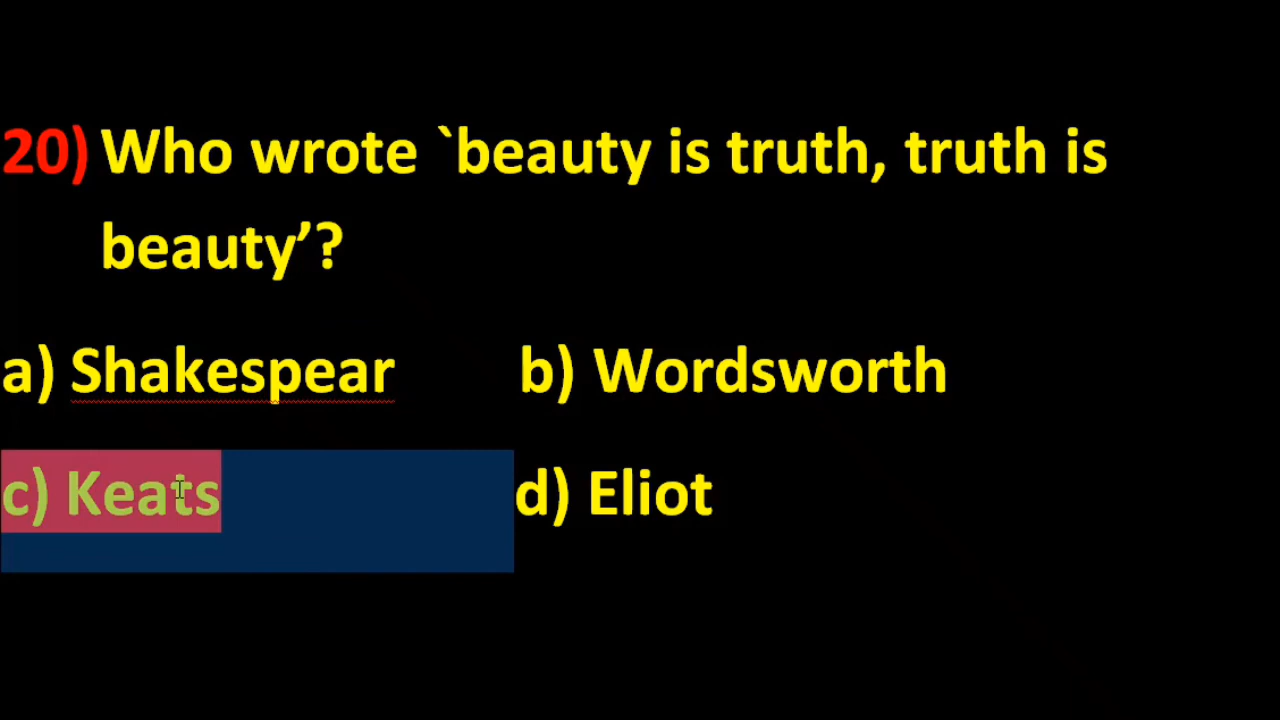 20) Who wrote `beauty is truth, truth is
beauty’?
a) Shakespear b) Wordsworth
c) Keats d) Eliot